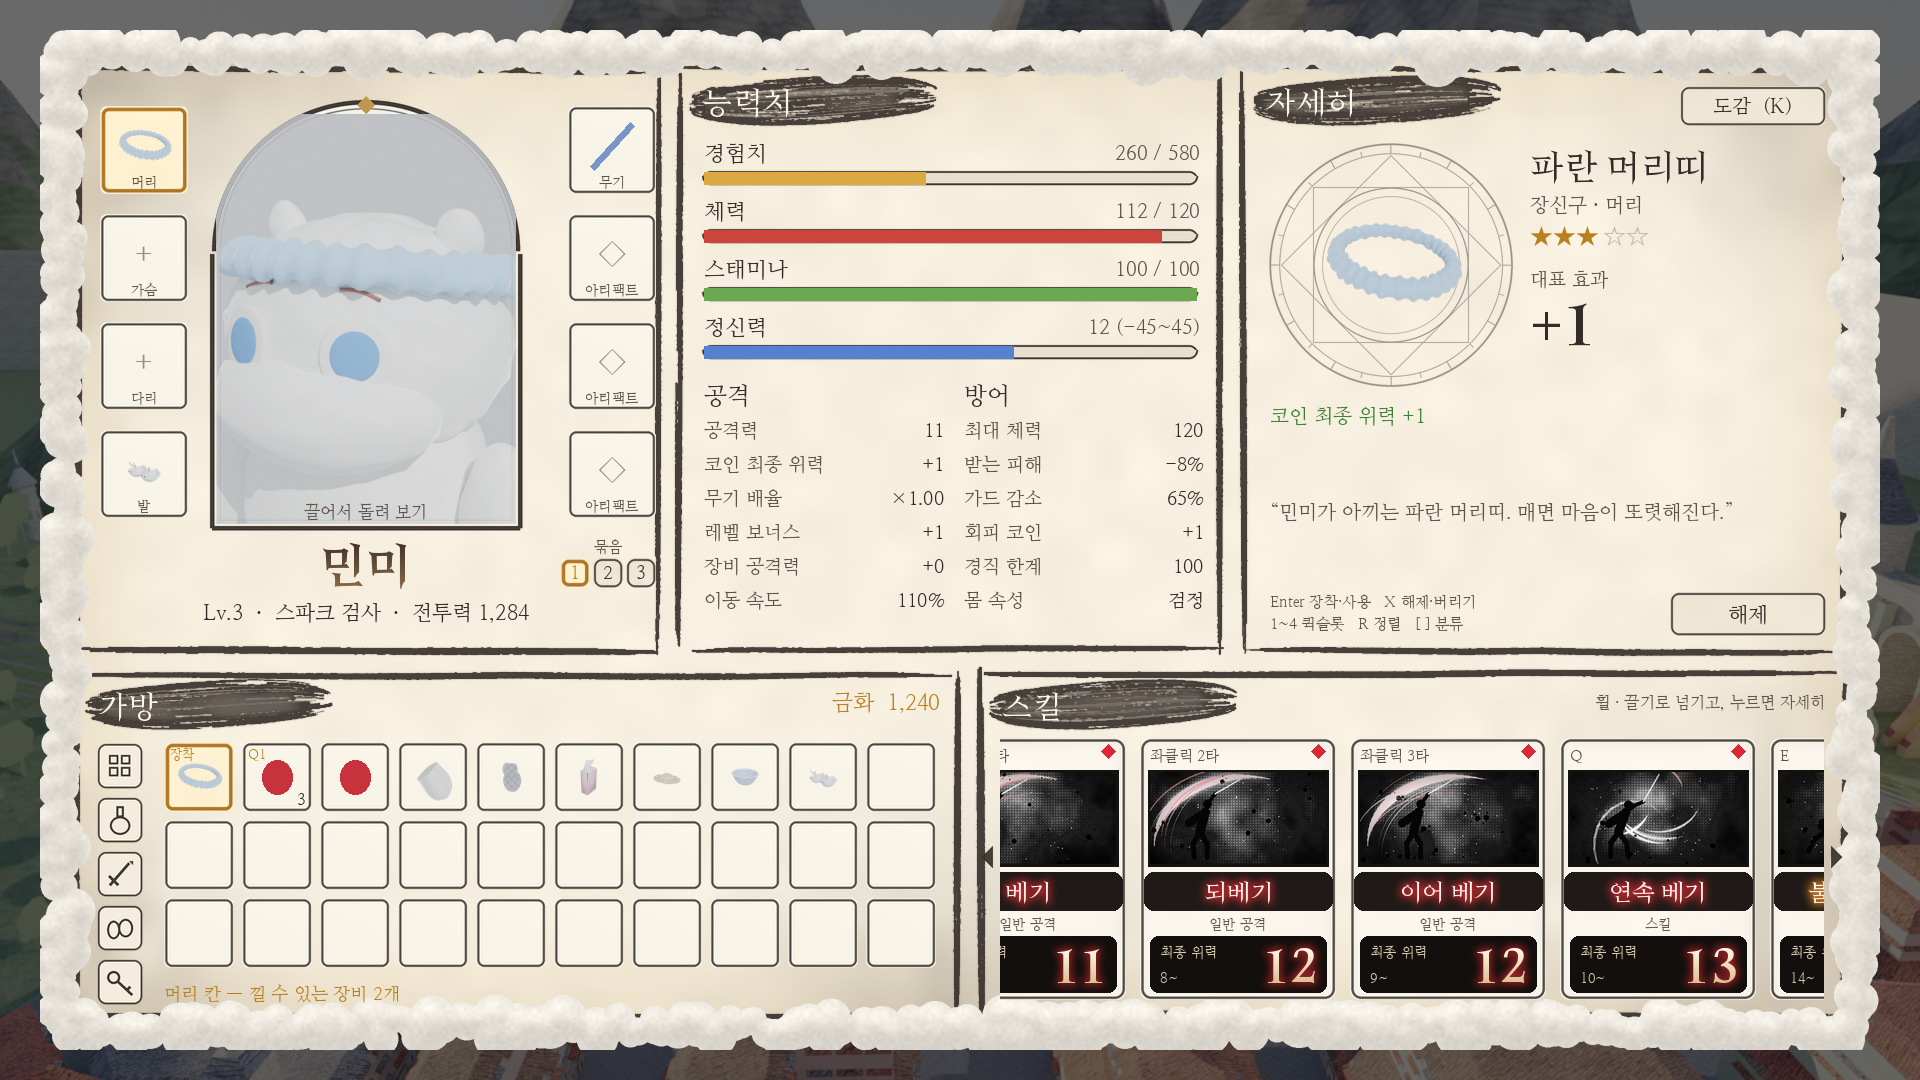 머리
가슴
다리
발
무기
아티팩트
아티팩트
아티팩트
끌어서 돌려 보기
민미
묶음
1 2 3
Lv.3 · 스파크 검사 · 전투력 1,284
능력치
경험치 260 / 580
체력 112 / 120
스태미나 100 / 100
정신력 12 (−45~45)
공격
공격력 11
코인 최종 위력 +1
무기 배율 ×1.00
레벨 보너스 +1
장비 공격력 +0
이동 속도 110%
방어
최대 체력 120
받는 피해 −8%
가드 감소 65%
회피 코인 +1
경직 한계 100
몸 속성 검정
자세히
도감 (K)
파란 머리띠
장신구 · 머리
★★★☆☆
대표 효과
+1
코인 최종 위력 +1
“민미가 아끼는 파란 머리띠. 매면 마음이 또렷해진다.”
Enter 장착·사용 X 해제·버리기
1~4 퀵슬롯 R 정렬 [ ] 분류
해제
가방
금화 1,240
장착
Q1
3
머리 칸 — 낄 수 있는 장비 2개
스킬
휠 · 끌기로 넘기고, 누르면 자세히
타
베기
일반 공격
11
좌클릭 2타
되베기
일반 공격
최종 위력
8~
12
좌클릭 3타
이어 베기
일반 공격
최종 위력
9~
12
Q
연속 베기
스킬
최종 위력
10~
13
E
최종
14~